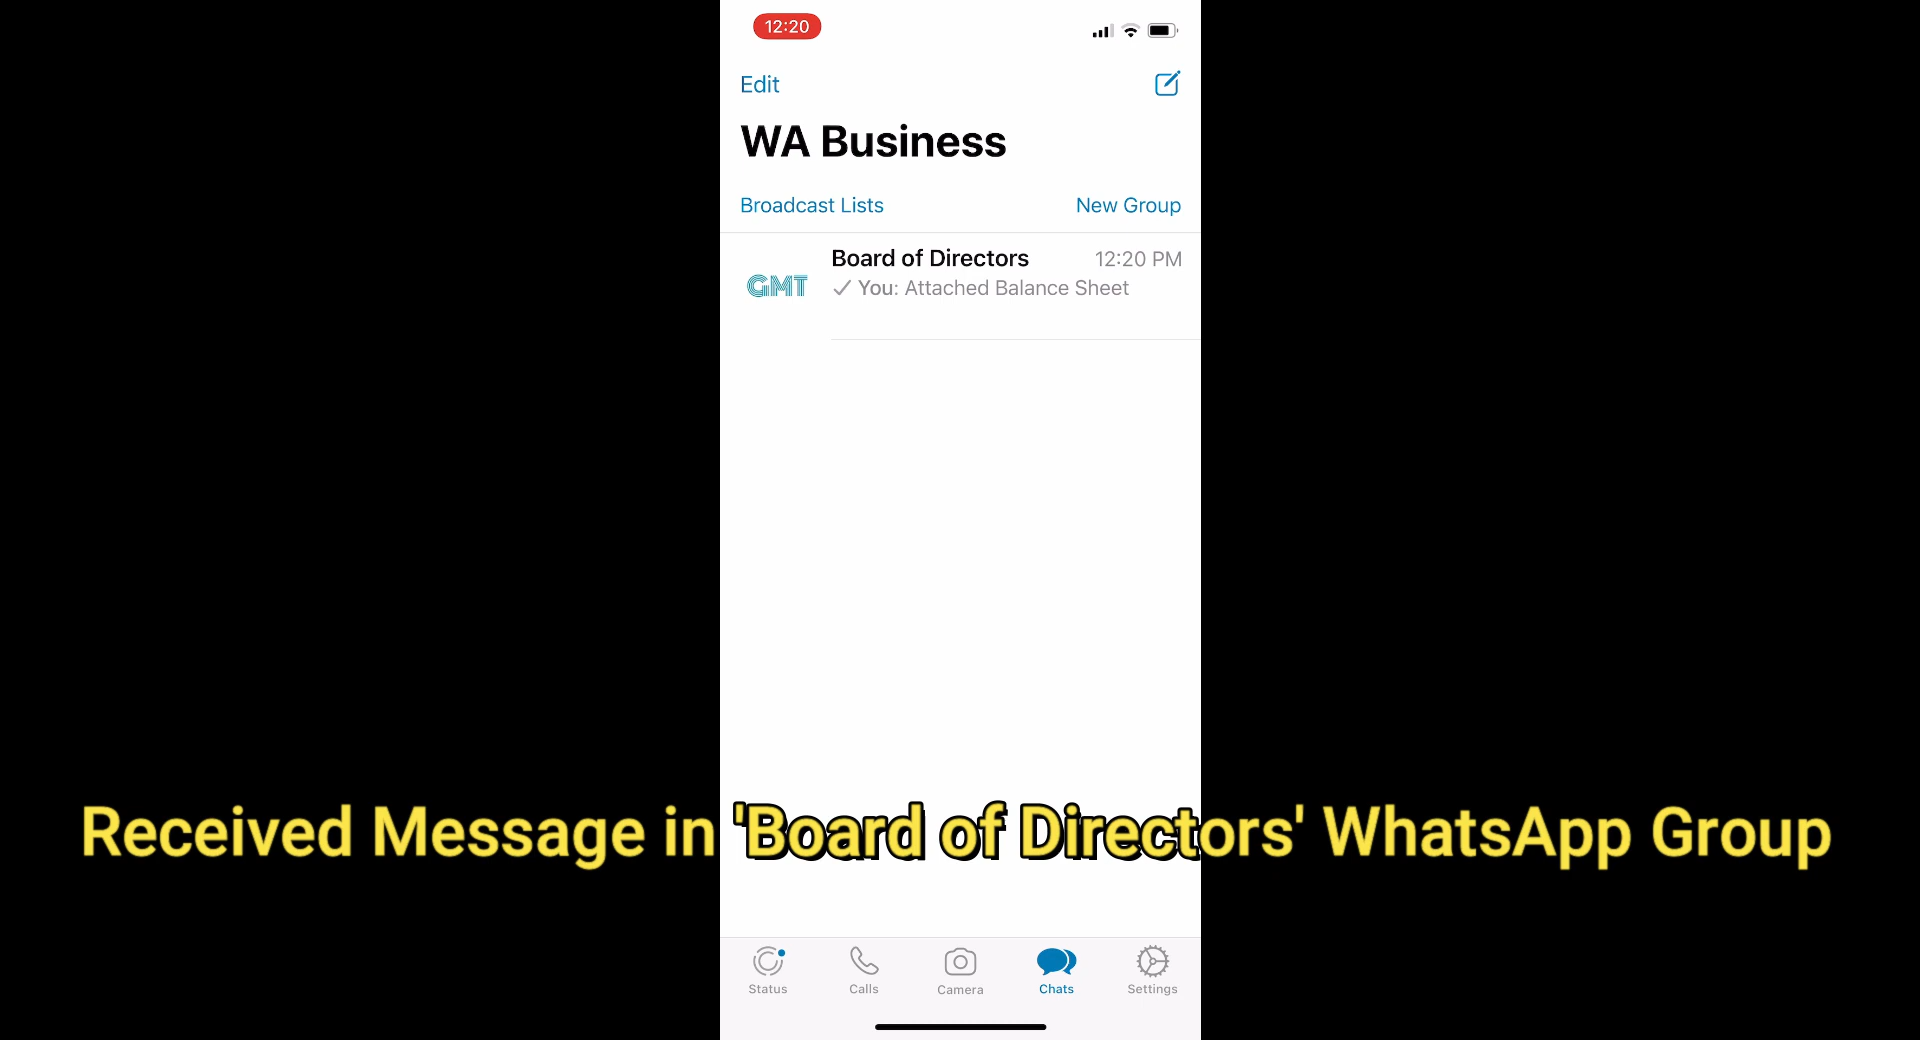 12:20
Edit
WA Business
Broadcast Lists New Group
Board of Directors 12:20 PM
GMT
You: Attached Balance Sheet
Received Message in 'Board of Directors' WhatsApp Group
Status Calls Camera Chats Settings